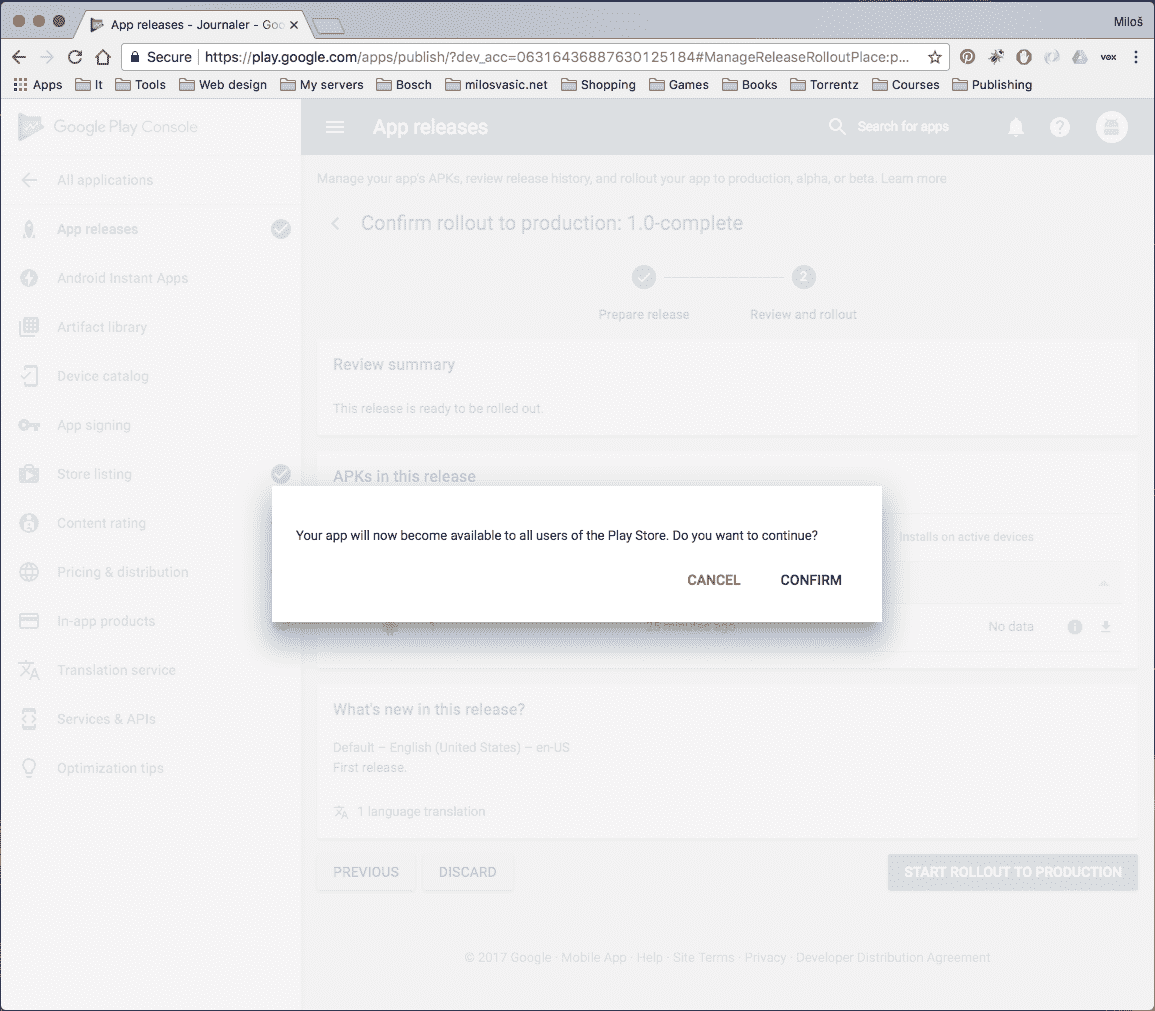 App releases - Journaler - Goo
Miloš
Secure https://play.google.com/apps/publish/?dev_acc=06316436887630125184#ManageReleaseRolloutPlace:p...
vox
Apps It Tools Web design My servers Bosch milosvasic.net Shopping Games Books Torrentz Courses Publishing
Google Play Console
App releases
Search for apps
All applications
Manage your app's APKs, review release history, and rollout your app to production, alpha, or beta. Learn more
App releases
Confirm rollout to production: 1.0-complete
Android Instant Apps
2
Prepare release Review and rollout
Artifact library
Review summary
Device catalog
This release is ready to be rolled out.
App signing
Store listing
APKs in this release
Content rating
Your app will now become available to all users of the Play Store. Do you want to continue?
Installs on active devices
Pricing & distribution
CANCEL CONFIRM
In-app products
25 minutes ago
No data
Translation service
What's new in this release?
Services & APIs
Default – English (United States) – en-US
First release.
Optimization tips
1 language translation
PREVIOUS DISCARD START ROLLOUT TO PRODUCTION
© 2017 Google · Mobile App · Help · Site Terms · Privacy · Developer Distribution Agreement